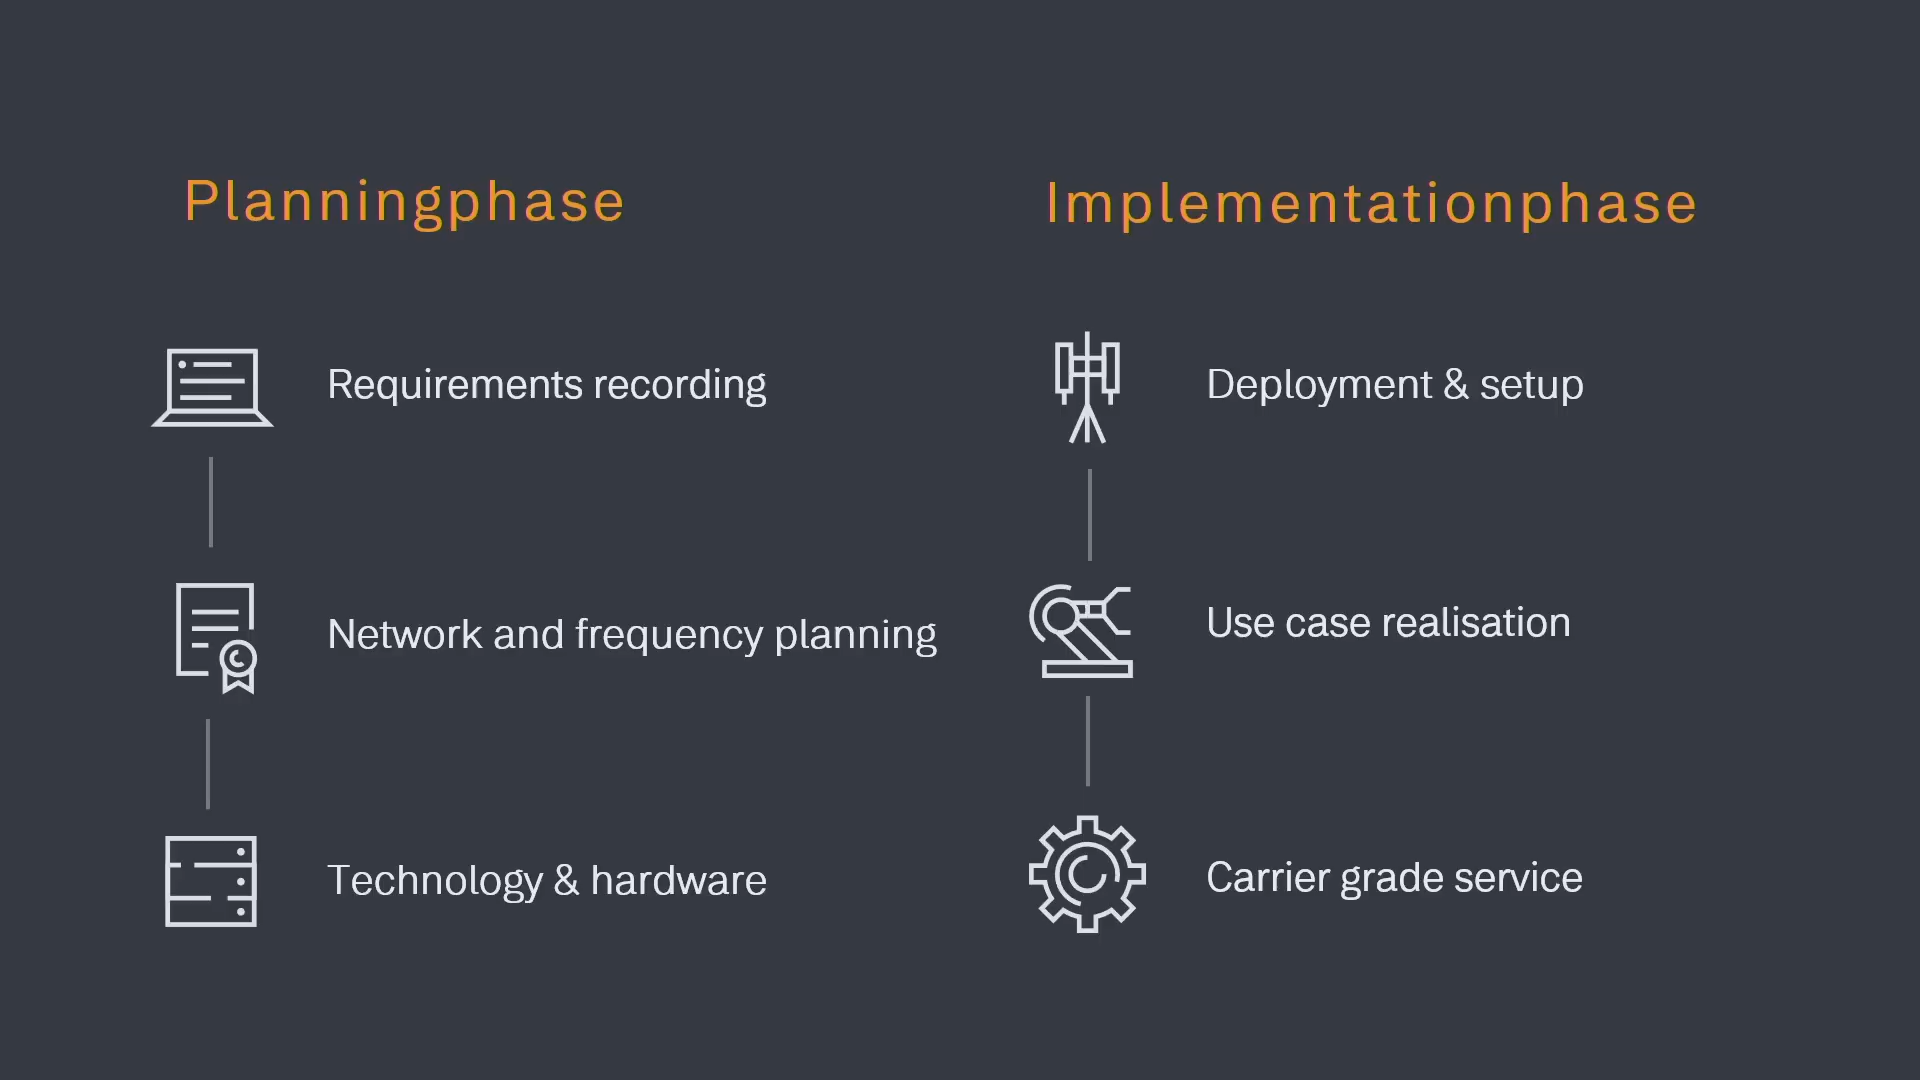 Planningphase
Requirements recording
Network and frequency planning
Technology & hardware
Implementationphase
Deployment & setup
Use case realisation
Carrier grade service